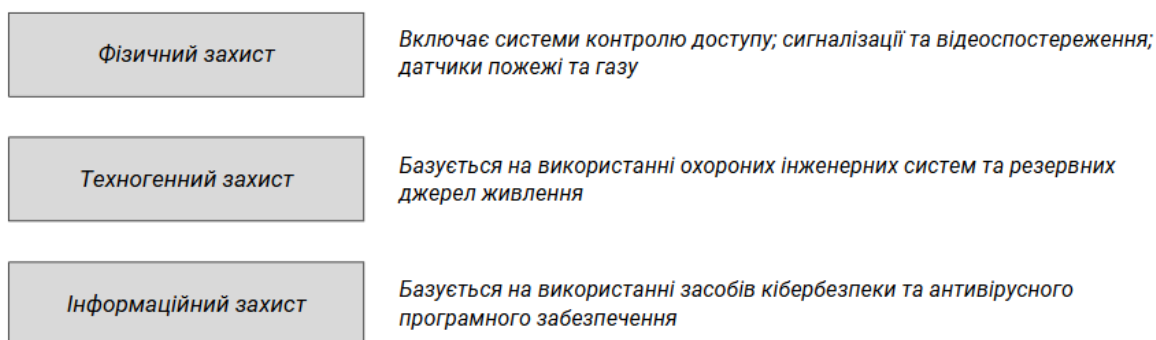 Фізичний захист
Включає системи контролю доступу; сигналізації та відеоспостереження;
датчики пожежі та газу
Техногенний захист
Базується на використанні охороних інженерних систем та резервних
джерел живлення
Інформаційний захист
Базується на використанні засобів кібербезпеки та антивірусного
програмного забезпечення